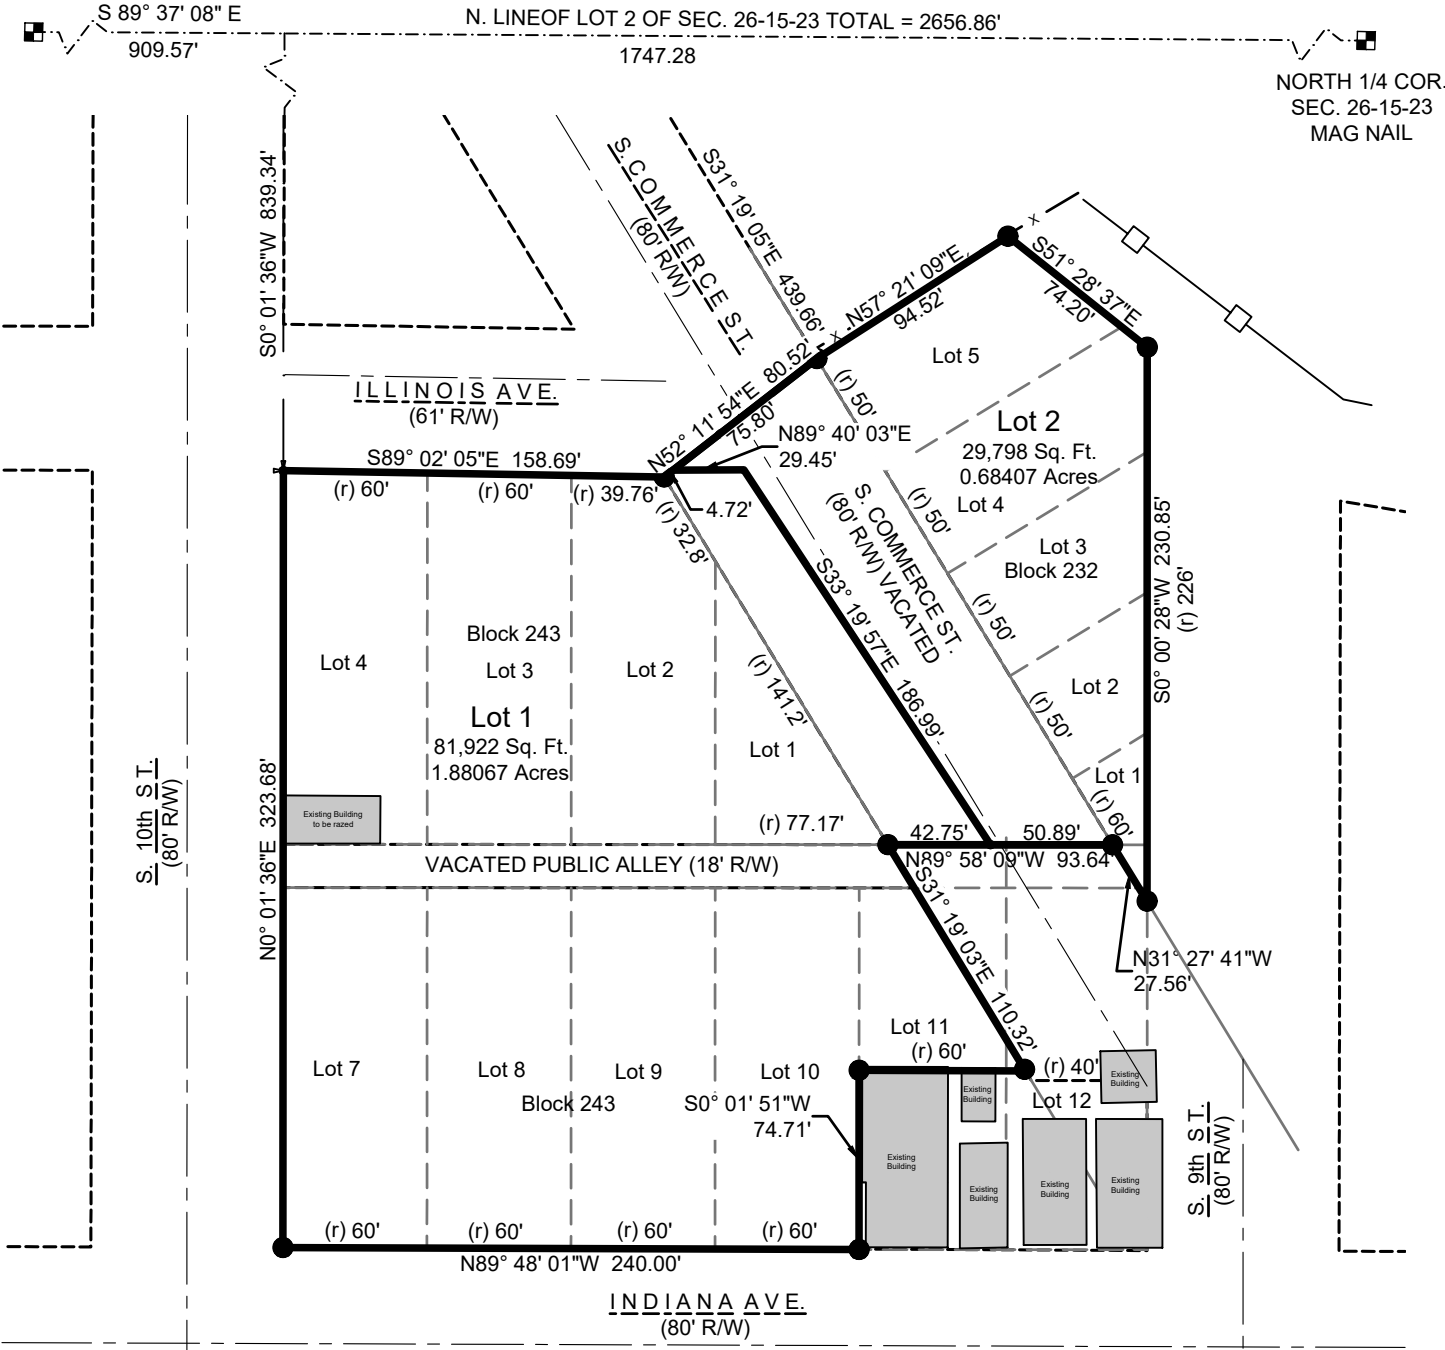 S 89° 37' 08" E
909.57'
N. LINEOF LOT 2 OF SEC. 26-15-23 TOTAL = 2656.86'
1747.28
NORTH 1/4 COR.
SEC. 26-15-23
MAG NAIL
S0° 01' 36"W 839.34'
S. COMMERCE ST.
(80' R/W)
S31° 19' 05"E 439.66'
N57° 21' 09"E
94.52'
S51° 28' 37"E
74.20'
ILLINOIS AVE.
(61' R/W)
N52° 11' 54"E 80.52'
75.80'
Lot 5
(r) 50'
Lot 2
29,798 Sq. Ft.
0.68407 Acres
N89° 40' 03"E
29.45'
S89° 02' 05"E 158.69'
(r) 60'
(r) 60'
(r) 39.76'
4.72'
(r) 32.8'
S. COMMERCE ST.
(80' R/W) VACATED
(r) 50'
Lot 4
Lot 3
Block 232
S0° 00' 28"W 230.85'
(r) 226'
S33° 19' 57"E 186.99'
(r) 50'
Block 243
Lot 4
Lot 3
Lot 2
(r) 141.2'
Lot 2
(r) 50'
Lot 1
81,922 Sq. Ft.
1.88067 Acres
Lot 1
Lot 1
(r) 60'
S. 10th ST.
(80' R/W)
N0° 01' 36"E 323.68'
Existing Building
to be razed
(r) 77.17'
42.75'
50.89'
N89° 58' 09"W 93.64'
VACATED PUBLIC ALLEY (18' R/W)
S31° 19' 03"E 110.32'
N31° 27' 41"W
27.56'
Lot 11
(r) 60'
(r) 40'
Lot 7
Lot 8
Lot 9
Lot 10
Block 243
S0° 01' 51"W
74.71'
Lot 12
Existing
Building
Existing
Building
Existing
Building
Existing
Building
Existing
Building
Existing
Building
S. 9th ST.
(80' R/W)
(r) 60'
(r) 60'
(r) 60'
(r) 60'
N89° 48' 01"W 240.00'
INDIANA AVE.
(80' R/W)